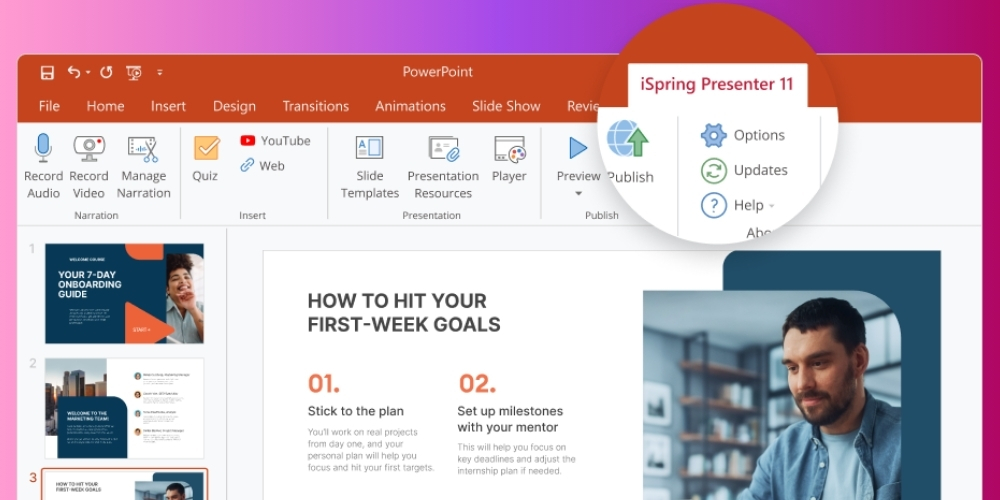 PowerPoint
iSpring Presenter 11
File Home Insert Design Transitions Animations Slide Show Revie
Record Audio
Record Video
Manage Narration
Narration
Quiz
YouTube
Web
Insert
Slide Templates
Presentation Resources
Player
Presentation
Preview
Publish
Publish
Options
Updates
Help
Abo
1
WELCOME COURSE
YOUR 7-DAY
ONBOARDING
GUIDE
START
2
WELCOME TO THE
MARKETING TEAM!
3
HOW TO HIT YOUR
FIRST-WEEK GOALS
HOW TO HIT YOUR
FIRST-WEEK GOALS
01.
Stick to the plan
You'll work on real projects
from day one, and your
personal plan will help you
focus and hit your first targets.
02.
Set up milestones
with your mentor
This will help you focus on
key deadlines and adjust the
internship plan if needed.